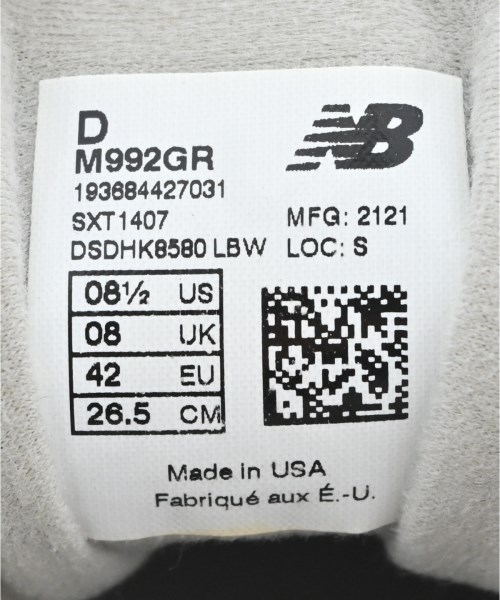 D
NB
M992GR
193684427031
SXT1407 MFG: 2121
DSDHK8580 LBW LOC: S
08½ US
08 UK
42 EU
26.5 CM
Made in USA
Fabriqué aux É.-U.